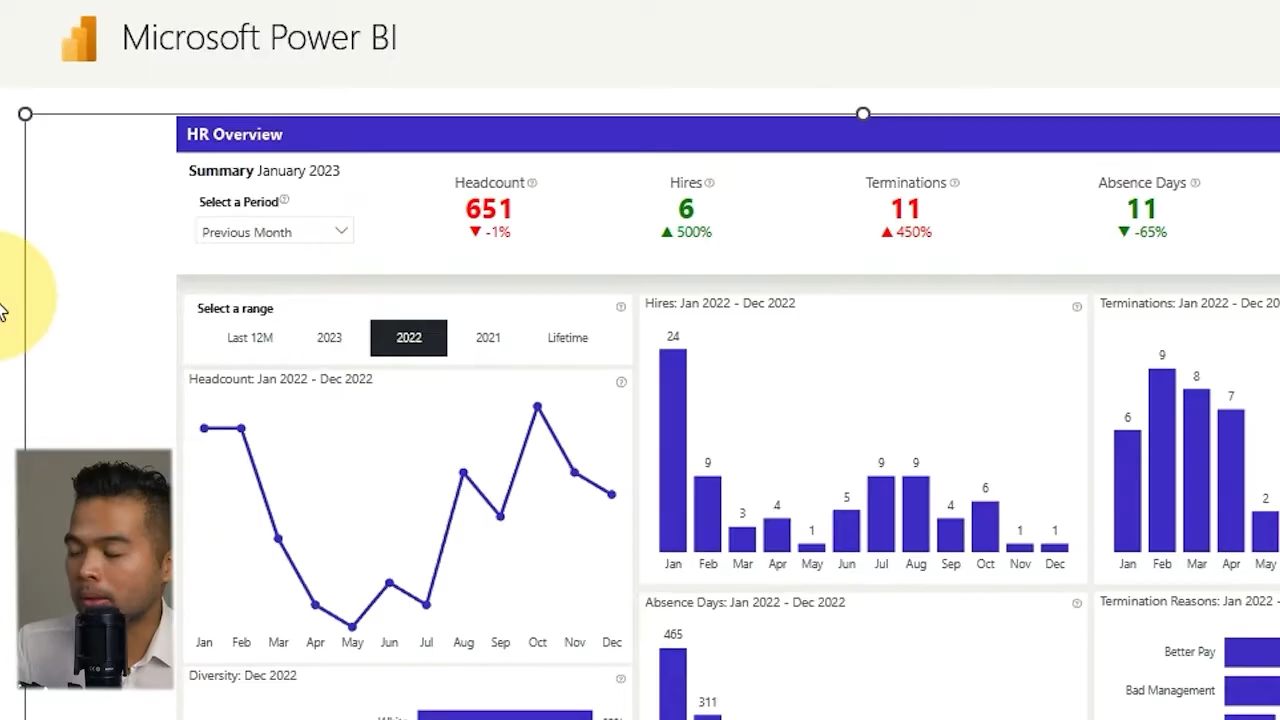 Microsoft Power BI
HR Overview
Summary January 2023
Select a Period
Previous Month
Headcount
651
▼ -1%
Hires
6
▲ 500%
Terminations
11
▲ 450%
Absence Days
11
▼ -65%
Select a range
Last 12M 2023 2022 2021 Lifetime
Headcount: Jan 2022 - Dec 2022
Jan Feb Mar Apr May Jun Jul Aug Sep Oct Nov Dec
Diversity: Dec 2022
Hires: Jan 2022 - Dec 2022
24 9 3 4 1 5 9 9 4 6 1 1
Jan Feb Mar Apr May Jun Jul Aug Sep Oct Nov Dec
Absence Days: Jan 2022 - Dec 2022
465
311
Terminations: Jan 2022 - Dec 20
6 9 8 7 2
Jan Feb Mar Apr May
Termination Reasons: Jan 2022 -
Better Pay
Bad Management